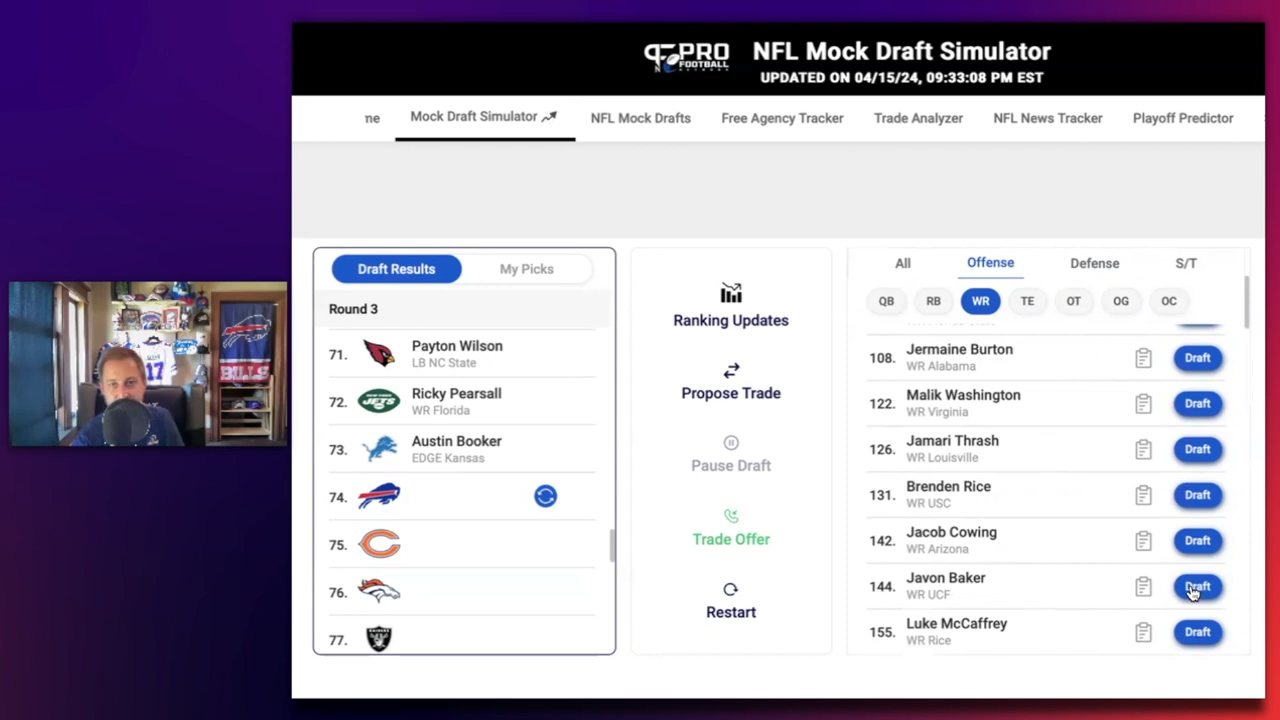 PRO
FOOTBALL
NFL Mock Draft Simulator
UPDATED ON 04/15/24, 09:33:08 PM EST
ne
Mock Draft Simulator
NFL Mock Drafts
Free Agency Tracker
Trade Analyzer
NFL News Tracker
Playoff Predictor
Draft Results
My Picks
Round 3
71.
Payton Wilson
LB NC State
72.
JETS
Ricky Pearsall
WR Florida
73.
Austin Booker
EDGE Kansas
74.
75.
76.
77.
Ranking Updates
Propose Trade
Pause Draft
Trade Offer
Restart
All
Offense
Defense
S/T
QB
RB
WR
TE
OT
OG
OC
108.
Jermaine Burton
WR Alabama
Draft
122.
Malik Washington
WR Virginia
Draft
126.
Jamari Thrash
WR Louisville
Draft
131.
Brenden Rice
WR USC
Draft
142.
Jacob Cowing
WR Arizona
Draft
144.
Javon Baker
WR UCF
Draft
155.
Luke McCaffrey
WR Rice
Draft
17
BILLS